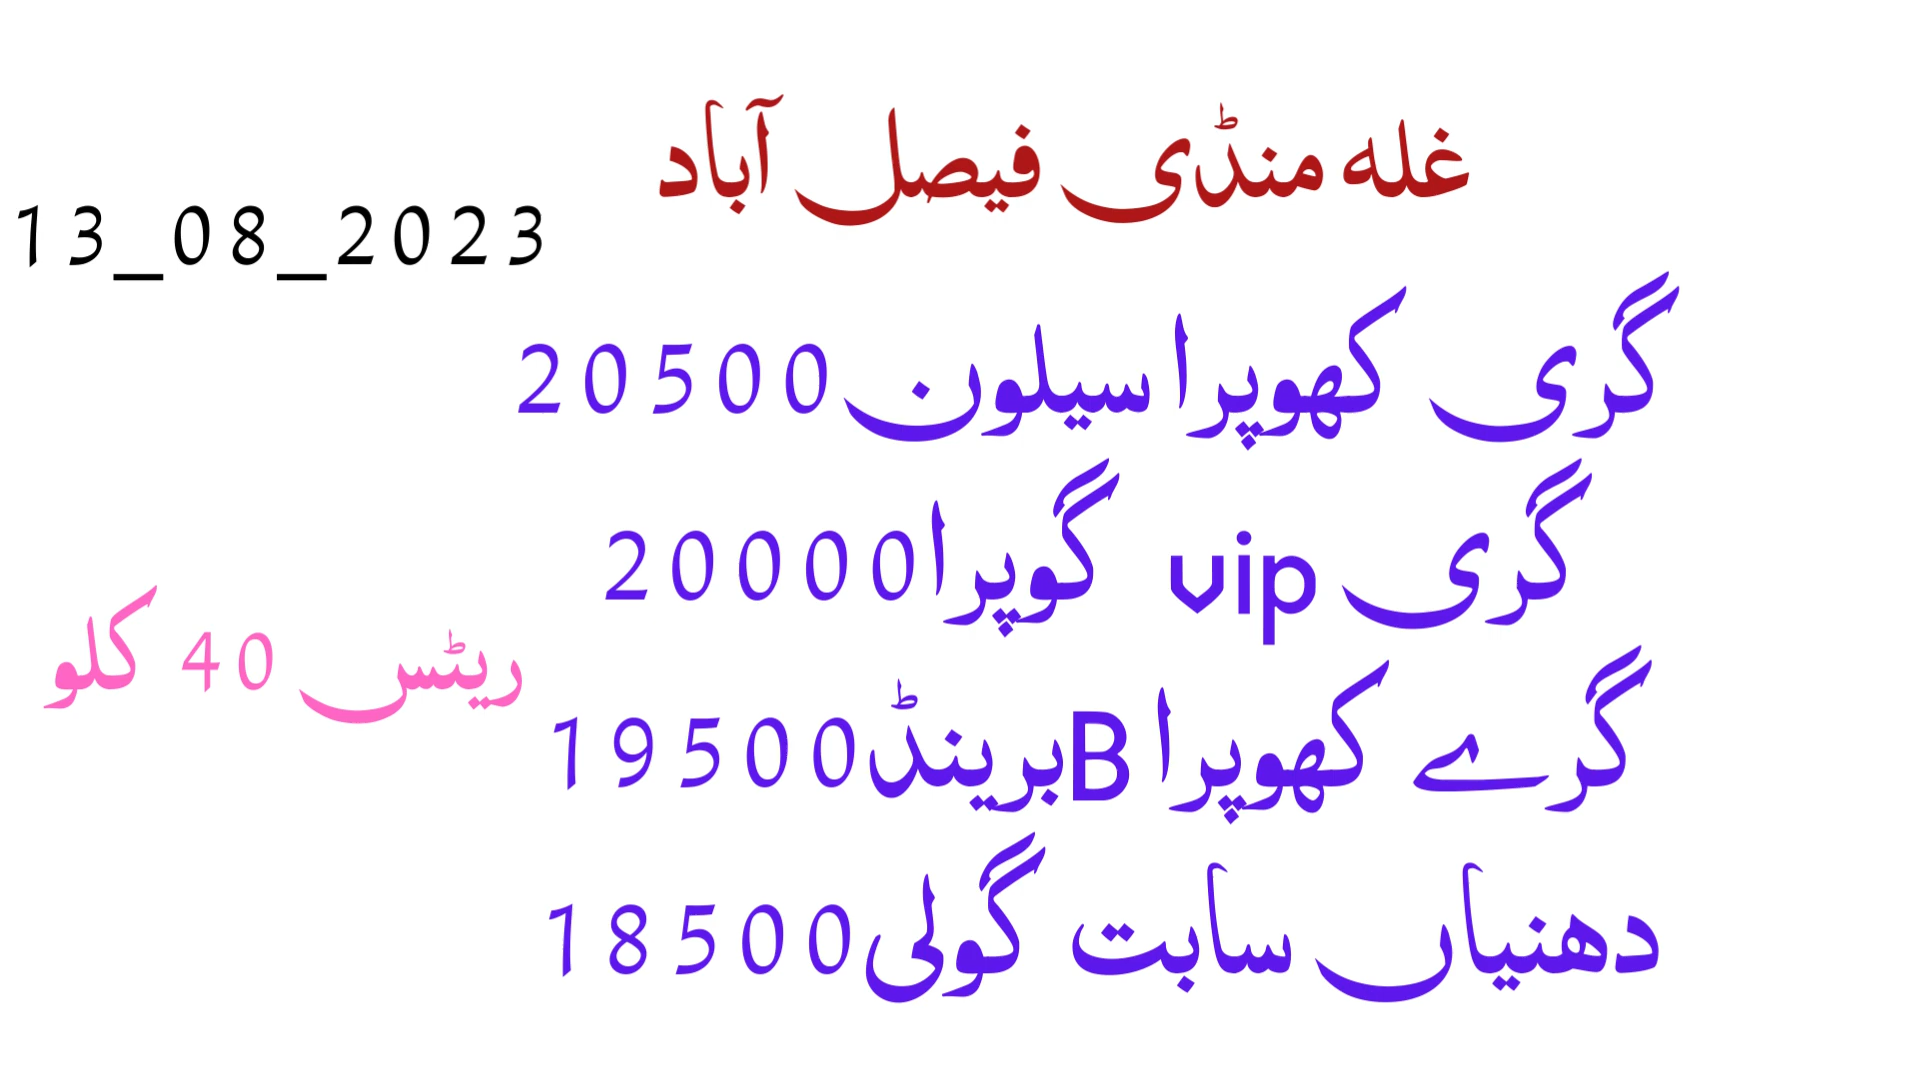 غلہ منڈی فیصل آباد
13_08_2023
گری کھوپرا سیلون 20500
گری vip گوپرا 20000
ریٹس 40 کلو
گرے کھوپرا B برینڈ 19500
دھنیاں سابت گولی 18500